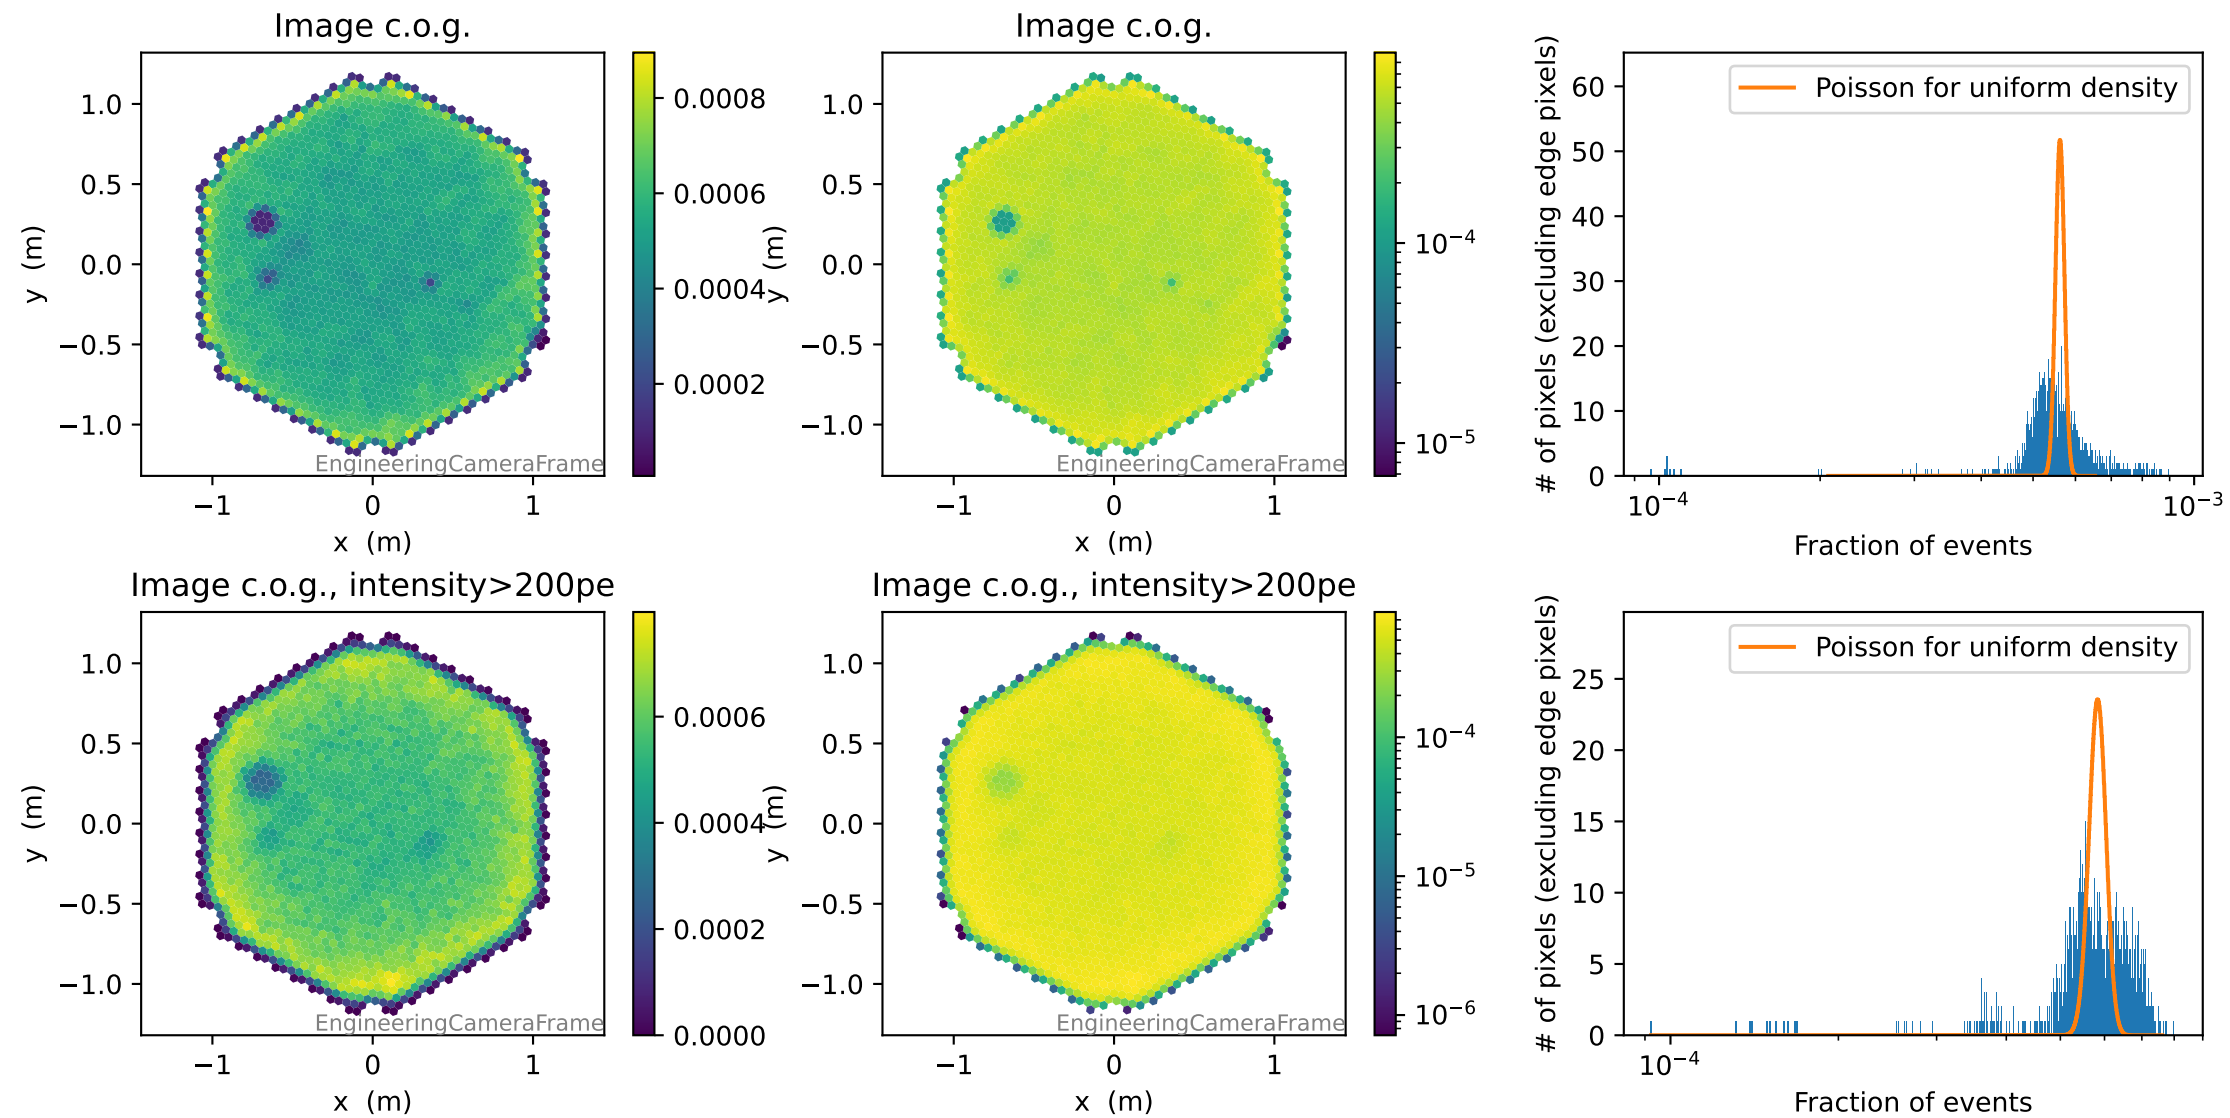 Image c.o.g.
1.0
0.5
0.0
−0.5
−1.0
y (m)
−1
0
1
x (m)
EngineeringCameraFrame
0.0008
0.0006
0.0004
0.0002
Image c.o.g.
1.0
0.5
0.0
−0.5
−1.0
y (m)
−1
0
1
x (m)
EngineeringCameraFrame
10⁻⁴
10⁻⁵
# of pixels (excluding edge pixels)
60
50
40
30
20
10
0
Poisson for uniform density
10⁻⁴
10⁻³
Fraction of events
Image c.o.g., intensity>200pe
1.0
0.5
0.0
−0.5
−1.0
y (m)
−1
0
1
x (m)
EngineeringCameraFrame
0.0006
0.0004
0.0002
0.0000
Image c.o.g., intensity>200pe
1.0
0.5
0.0
−0.5
−1.0
y (m)
−1
0
1
x (m)
EngineeringCameraFrame
10⁻⁴
10⁻⁵
10⁻⁶
# of pixels (excluding edge pixels)
25
20
15
10
5
0
Poisson for uniform density
10⁻⁴
Fraction of events